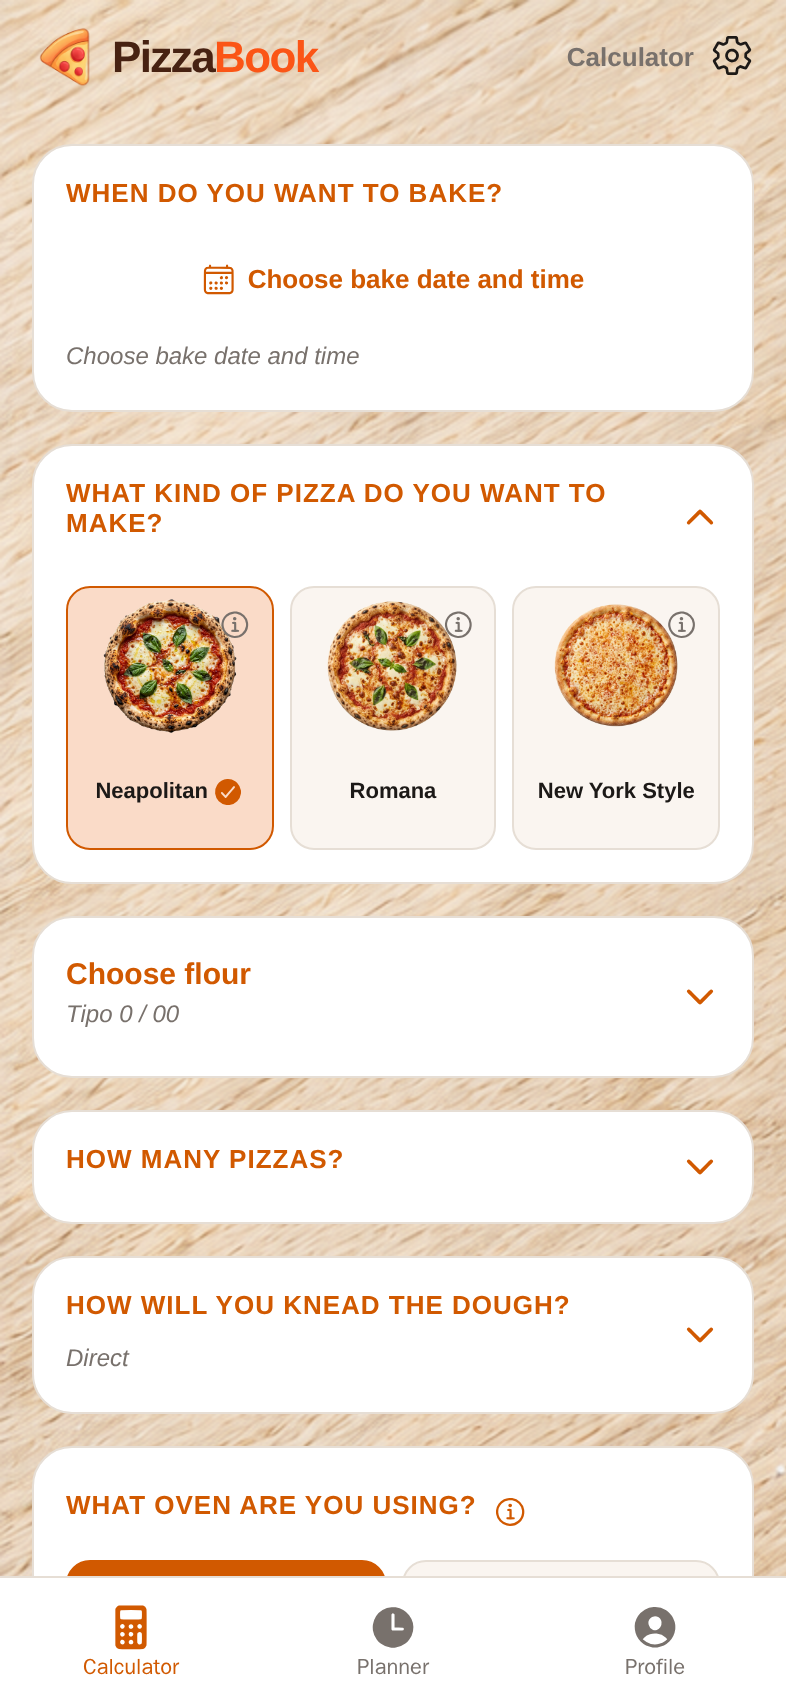 PizzaBook
Calculator
WHEN DO YOU WANT TO BAKE?
Choose bake date and time
Choose bake date and time
WHAT KIND OF PIZZA DO YOU WANT TO
MAKE?
Neapolitan
Romana
New York Style
Choose flour
Tipo 0 / 00
HOW MANY PIZZAS?
HOW WILL YOU KNEAD THE DOUGH?
Direct
WHAT OVEN ARE YOU USING?
Calculator
Planner
Profile